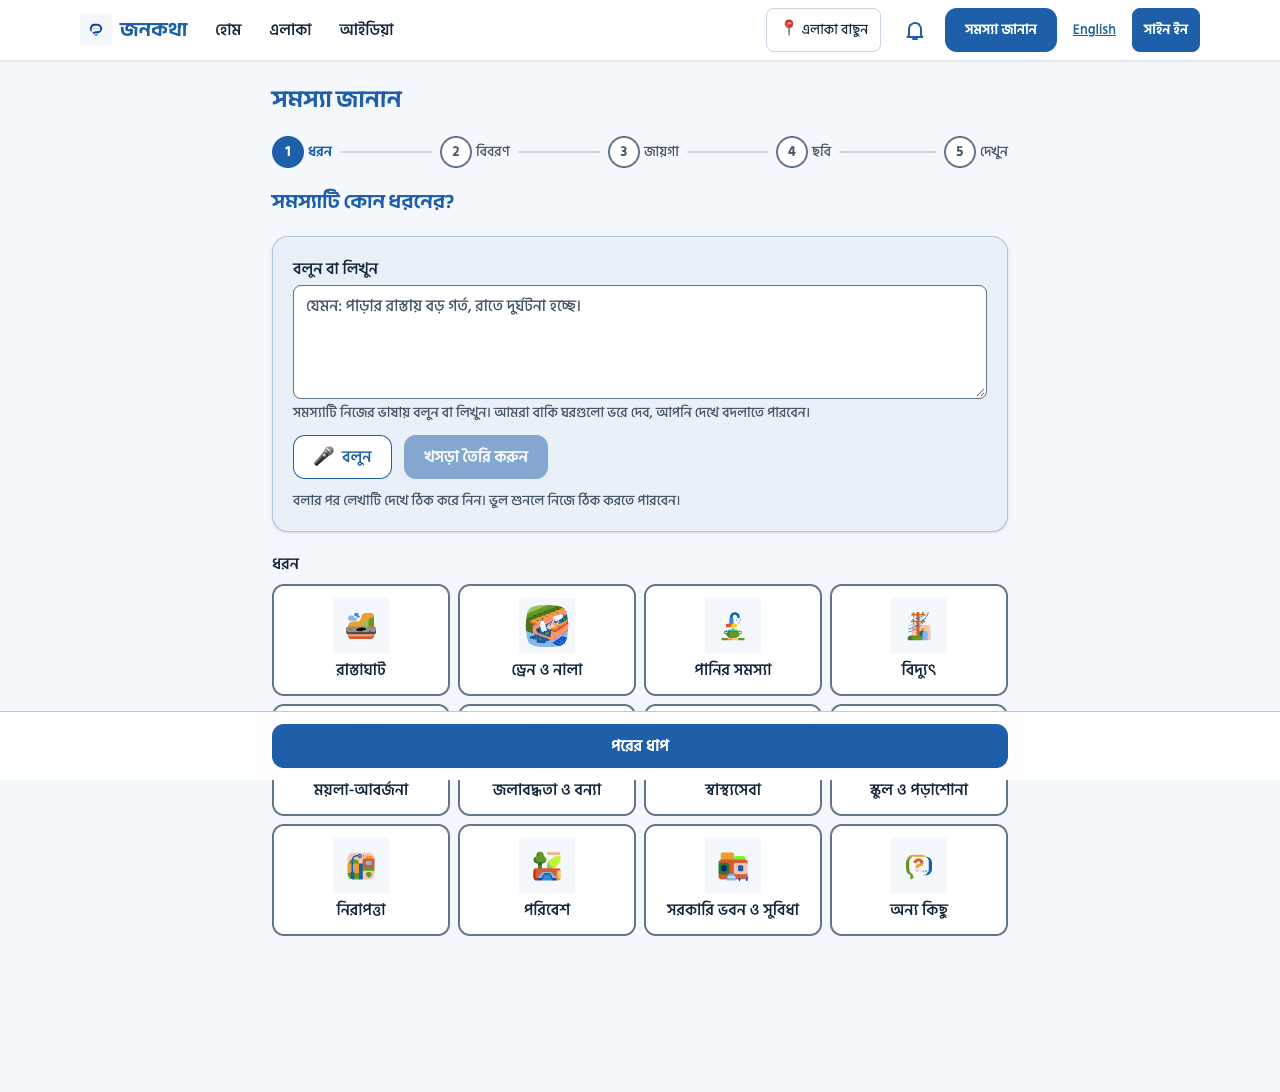 জনকথা হোম এলাকা আইডিয়া এলাকা বাছুন সমস্যা জানান English সাইন ইন
সমস্যা জানান
1 ধরন 2 বিবরণ 3 জায়গা 4 ছবি 5 দেখুন
সমস্যাটি কোন ধরনের?
বলুন বা লিখুন
যেমন: পাড়ার রাস্তায় বড় গর্ত, রাতে দুর্ঘটনা হচ্ছে।
সমস্যাটি নিজের ভাষায় বলুন বা লিখুন। আমরা বাকি ঘরগুলো ভরে দেব, আপনি দেখে বদলাতে পারবেন।
বলুন খসড়া তৈরি করুন
বলার পর লেখাটি দেখে ঠিক করে নিন। ভুল শুনলে নিজে ঠিক করতে পারবেন।
ধরন
রাস্তাঘাট ড্রেন ও নালা পানির সমস্যা বিদ্যুৎ
পরের ধাপ
ময়লা-আবর্জনা জলাবদ্ধতা ও বন্যা স্বাস্থ্যসেবা স্কুল ও পড়াশোনা
নিরাপত্তা পরিবেশ সরকারি ভবন ও সুবিধা অন্য কিছু